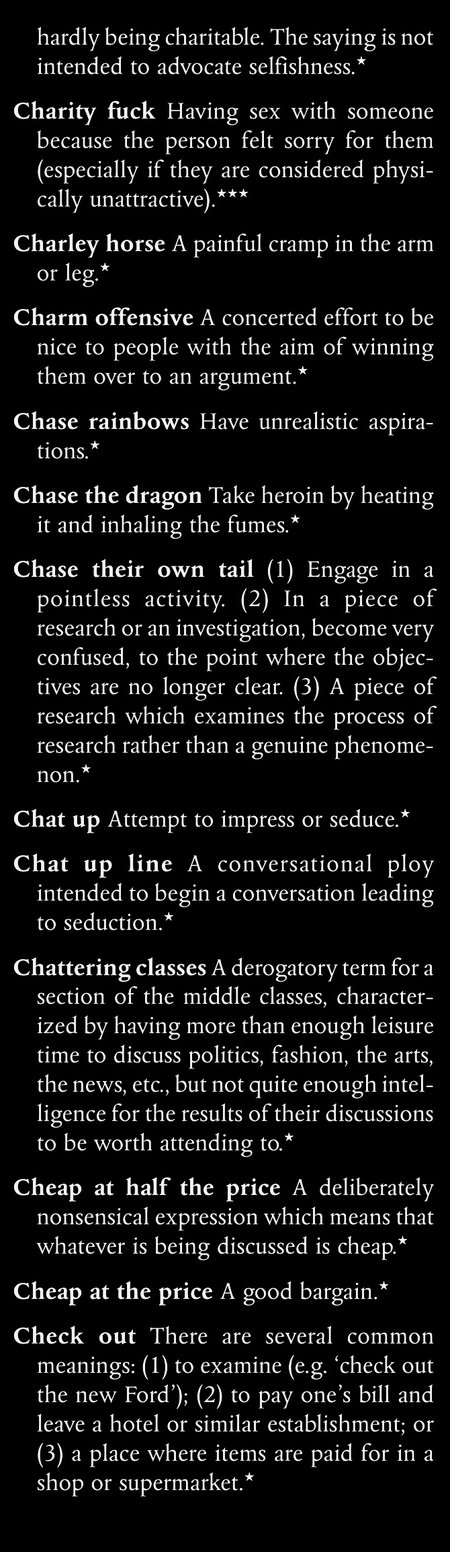 hardly being charitable. The saying is not
intended to advocate selfishness.★
Charity fuck Having sex with someone
because the person felt sorry for them
(especially if they are considered physi-
cally unattractive).★★★
Charley horse A painful cramp in the arm
or leg.★
Charm offensive A concerted effort to be
nice to people with the aim of winning
them over to an argument.★
Chase rainbows Have unrealistic aspira-
tions.★
Chase the dragon Take heroin by heating
it and inhaling the fumes.★
Chase their own tail (1) Engage in a
pointless activity. (2) In a piece of
research or an investigation, become very
confused, to the point where the objec-
tives are no longer clear. (3) A piece of
research which examines the process of
research rather than a genuine phenome-
non.★
Chat up Attempt to impress or seduce.★
Chat up line A conversational ploy
intended to begin a conversation leading
to seduction.★
Chattering classes A derogatory term for a
section of the middle classes, character-
ized by having more than enough leisure
time to discuss politics, fashion, the arts,
the news, etc., but not quite enough intel-
ligence for the results of their discussions
to be worth attending to.★
Cheap at half the price A deliberately
nonsensical expression which means that
whatever is being discussed is cheap.★
Cheap at the price A good bargain.★
Check out There are several common
meanings: (1) to examine (e.g. ‘check out
the new Ford’); (2) to pay one’s bill and
leave a hotel or similar establishment; or
(3) a place where items are paid for in a
shop or supermarket.★